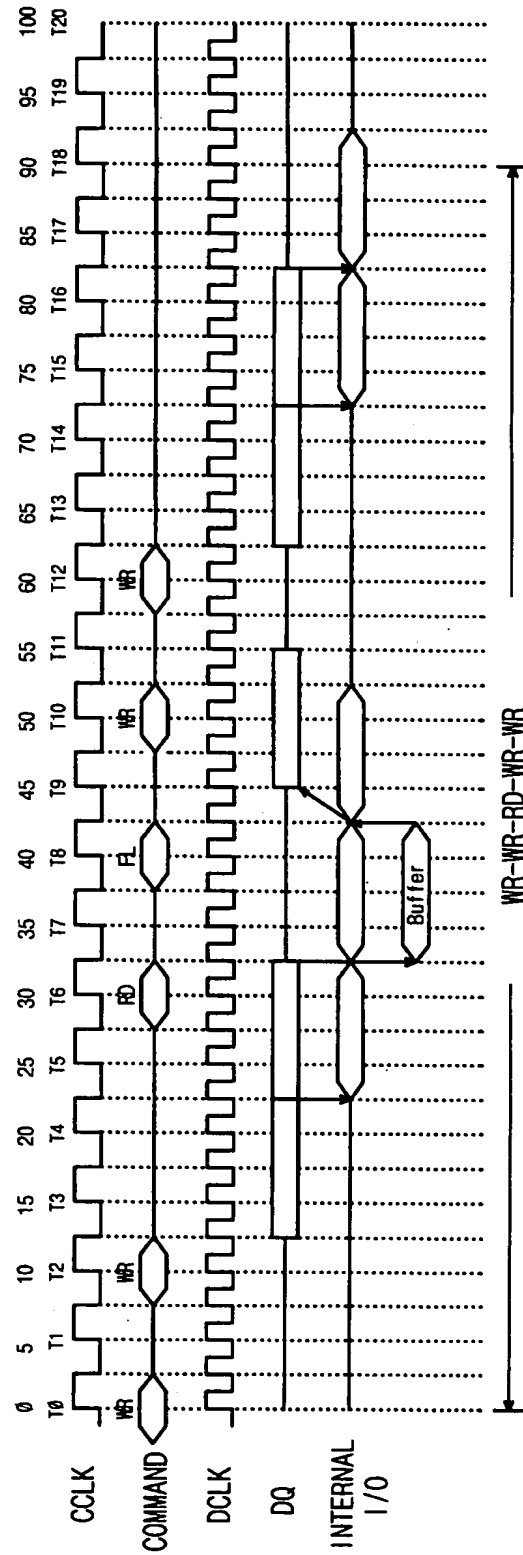 0 5 10 15 20 25 30 35 40 45 50 55 60 65 70 75 80 85 90 95 100
T0 T1 T2 T3 T4 T5 T6 T7 T8 T9 T10 T11 T12 T13 T14 T15 T16 T17 T18 T19 T20
CCLK
COMMAND WR WR RD FL WR WR
DCLK
DQ
INTERNAL
I/O
Buffer
WR-WR-RD-WR-WR